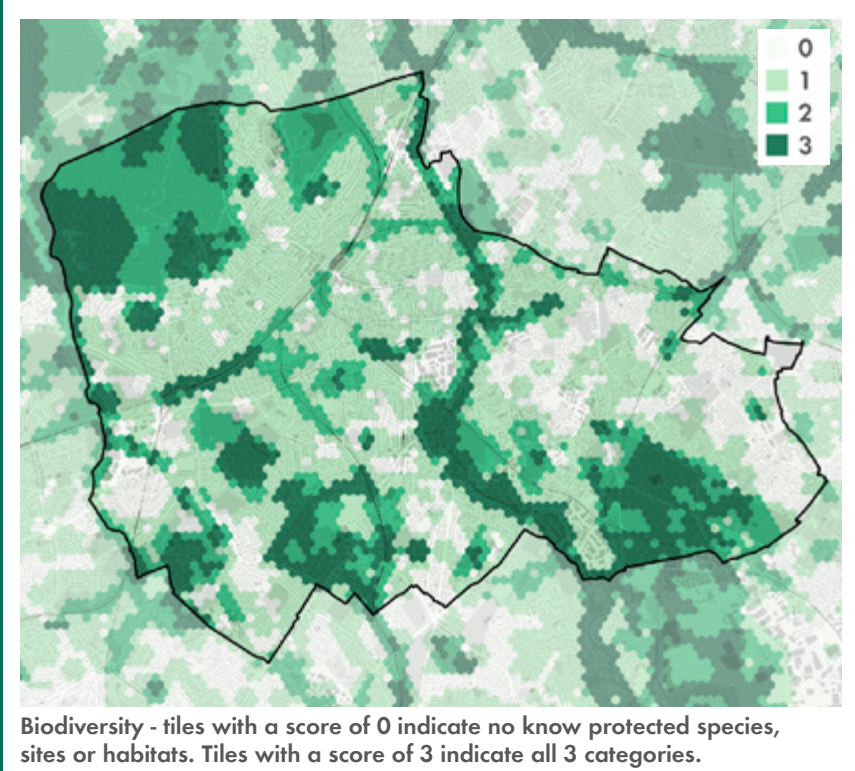 0
1
2
3
Biodiversity - tiles with a score of 0 indicate no know protected species,
sites or habitats. Tiles with a score of 3 indicate all 3 categories.